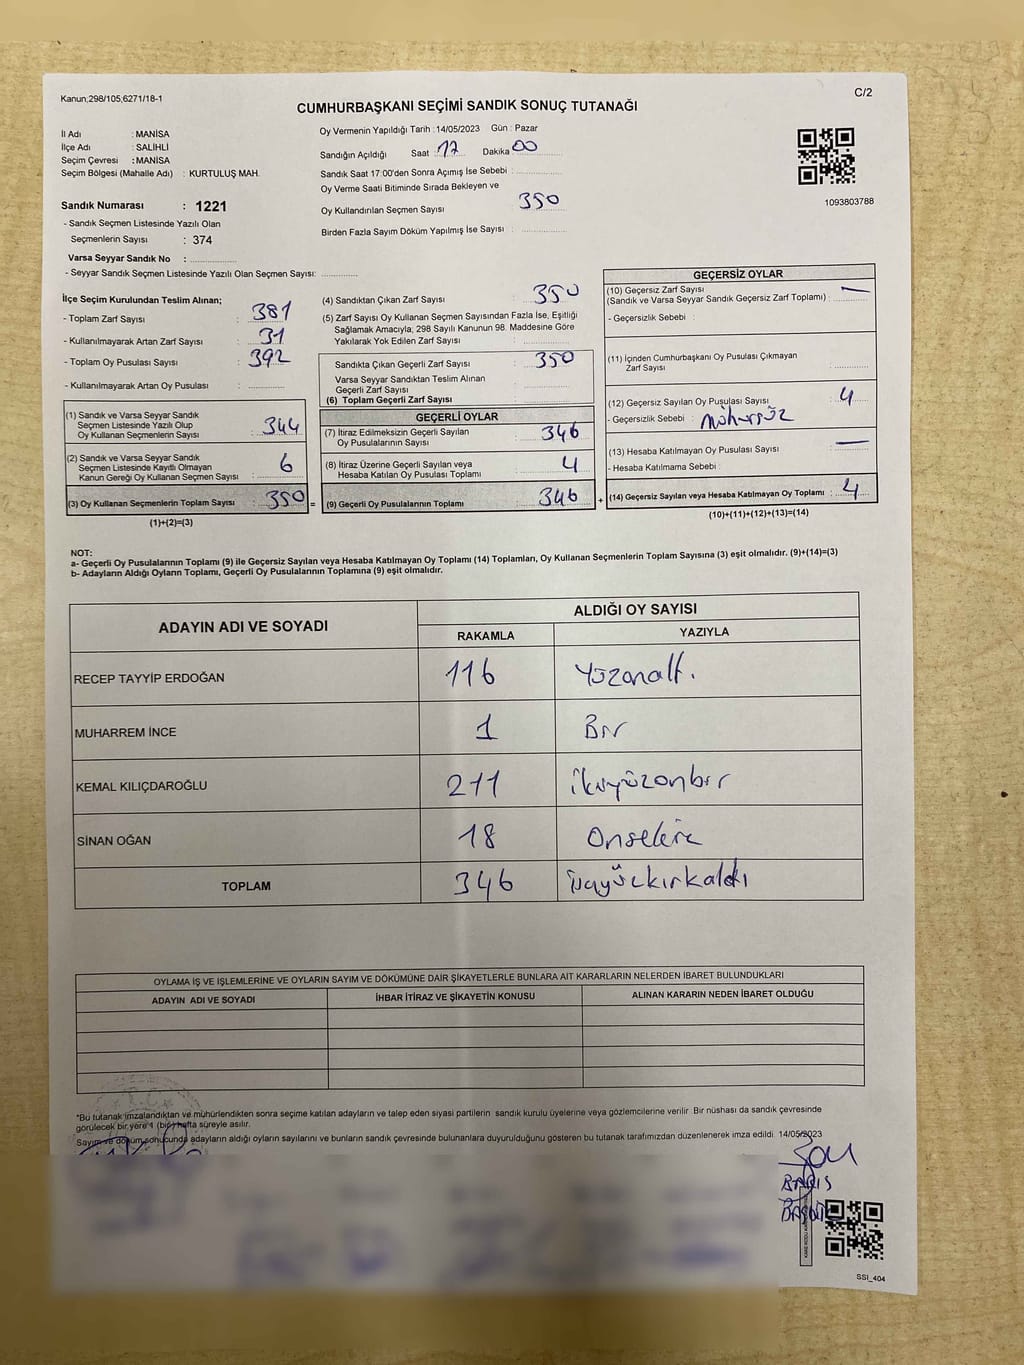 Kanun;298/105;6271/18-1
C/2
CUMHURBAŞKANI SEÇİMİ SANDIK SONUÇ TUTANAĞI
İl Adı : MANİSA
İlçe Adı : SALİHLİ
Seçim Çevresi : MANİSA
Seçim Bölgesi (Mahalle Adı) : KURTULUŞ MAH.
Oy Vermenin Yapıldığı Tarih :14/05/2023 Gün : Pazar
Sandığın Açıldığı Saat : 17 Dakika : 00
Sandık Saat 17:00'den Sonra Açımış İse Sebebi :
Oy Verme Saati Bitiminde Sırada Bekleyen ve
Oy Kullandırılan Seçmen Sayısı : 350
Birden Fazla Sayım Döküm Yapılmış İse Sayısı :
1093803788
Sandık Numarası : 1221
- Sandık Seçmen Listesinde Yazılı Olan
Seçmenlerin Sayısı : 374
Varsa Seyyar Sandık No :
- Seyyar Sandık Seçmen Listesinde Yazılı Olan Seçmen Sayısı:
İlçe Seçim Kurulundan Teslim Alınan;
- Toplam Zarf Sayısı : 381
- Kullanılmayarak Artan Zarf Sayısı : 31
- Toplam Oy Pusulası Sayısı : 392
- Kullanılmayarak Artan Oy Pusulası :
(1) Sandık ve Varsa Seyyar Sandık
Seçmen Listesinde Yazılı Olup
Oy Kullanan Seçmenlerin Sayısı : 344
(2) Sandık ve Varsa Seyyar Sandık
Seçmen Listesinde Kayıtlı Olmayan
Kanun Gereği Oy Kullanan Seçmen Sayısı : 6
(3) Oy Kullanan Seçmenlerin Toplam Sayısı : 350 =
(1)+(2)=(3)
(4) Sandıktan Çıkan Zarf Sayısı : 350
(5) Zarf Sayısı Oy Kullanan Seçmen Sayısından Fazla İse, Eşitliği
Sağlamak Amacıyla; 298 Sayılı Kanunun 98. Maddesine Göre
Yakılarak Yok Edilen Zarf Sayısı :
Sandıkta Çıkan Geçerli Zarf Sayısı : 350
Varsa Seyyar Sandıktan Teslim Alınan
Geçerli Zarf Sayısı :
(6) Toplam Geçerli Zarf Sayısı :
GEÇERLİ OYLAR
(7) İtiraz Edilmeksizin Geçerli Sayılan
Oy Pusulalarının Sayısı : 346
(8) İtiraz Üzerine Geçerli Sayılan veya
Hesaba Katılan Oy Pusulası Toplamı : 4
(9) Geçerli Oy Pusulalarının Toplamı : 346 +
GEÇERSİZ OYLAR
(10) Geçersiz Zarf Sayısı
(Sandık ve Varsa Seyyar Sandık Geçersiz Zarf Toplamı) : —
- Geçersizlik Sebebi :
(11) İçinden Cumhurbaşkanı Oy Pusulası Çıkmayan
Zarf Sayısı :
(12) Geçersiz Sayılan Oy Pusulası Sayısı : 4
- Geçersizlik Sebebi : Mühürsüz
(13) Hesaba Katılmayan Oy Pusulası Sayısı : —
- Hesaba Katılmama Sebebi :
(14) Geçersiz Sayılan veya Hesaba Katılmayan Oy Toplamı : 4
(10)+(11)+(12)+(13)=(14)
NOT:
a- Geçerli Oy Pusulalarının Toplamı (9) ile Geçersiz Sayılan veya Hesaba Katılmayan Oy Toplamı (14) Toplamları, Oy Kullanan Seçmenlerin Toplam Sayısına (3) eşit olmalıdır. (9)+(14)=(3)
b- Adayların Aldığı Oyların Toplamı, Geçerli Oy Pusulalarının Toplamına (9) eşit olmalıdır.
ADAYIN ADI VE SOYADI
ALDIĞI OY SAYISI
RAKAMLA YAZIYLA
RECEP TAYYİP ERDOĞAN 116 Yüzonaltı.
MUHARREM İNCE 1 Bir
KEMAL KILIÇDAROĞLU 211 ikiyüzonbir
SİNAN OĞAN 18 Onsekiz
TOPLAM 346 üçyüzkırkaltı
OYLAMA İŞ VE İŞLEMLERİNE VE OYLARIN SAYIM VE DÖKÜMÜNE DAİR ŞİKAYETLERLE BUNLARA AİT KARARLARIN NELERDEN İBARET BULUNDUKLARI
ADAYIN ADI VE SOYADI İHBAR İTİRAZ VE ŞİKAYETİN KONUSU ALINAN KARARIN NEDEN İBARET OLDUĞU
T.C.
*Bu tutanak imzalandıktan ve mühürlendikten sonra seçime katılan adayların ve talep eden siyasi partilerin sandık kurulu üyelerine veya gözlemcilerine verilir Bir nüshası da sandık çevresinde
görülecek bir yere 1 (bir) hafta süreyle asılır.
Sayım ve döküm sonucunda adayların aldığı oyların sayılarını ve bunların sandık çevresinde bulunanlara duyurulduğunu gösteren bu tutanak tarafımızdan düzenlenerek imza edildi 14/05/2023
BARIS
SSI_404